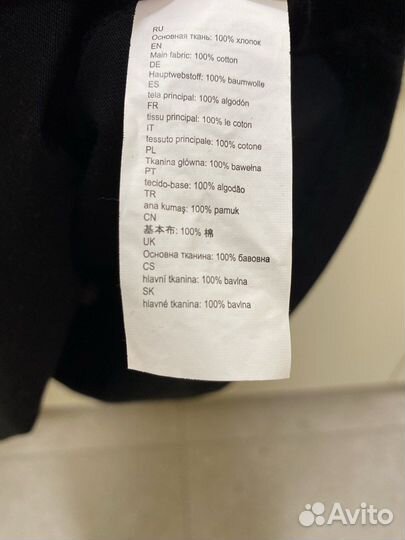 RU
Основная ткань: 100% хлопок
EN
Main fabric: 100% cotton
DE
Hauptwebstoff: 100% baumwolle
ES
tela principal: 100% algodón
FR
tissu principal: 100% le coton
IT
tessuto principale: 100% cotone
PL
Tkanina główna: 100% bawełna
PT
tecido-base: 100% algodão
TR
ana kumaş: 100% pamuk
CN
基本布: 100% 棉
UK
Основна тканина: 100% бавовна
CS
hlavní tkanina: 100% bavlna
SK
hlavné tkanina: 100% bavlna
Avito